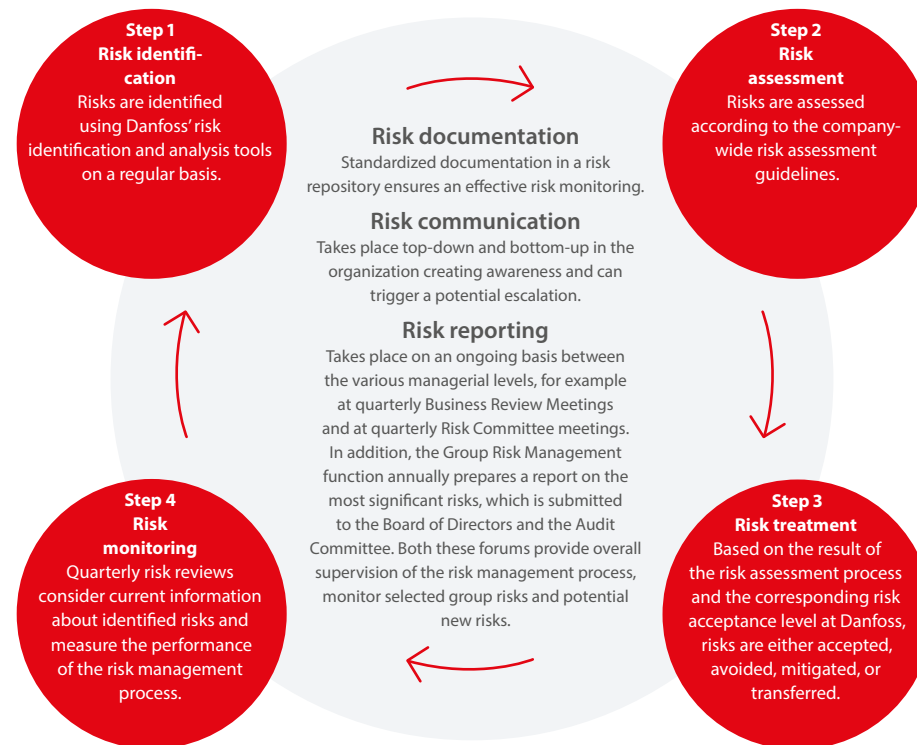 Step 1
Risk identifi-
cation
Risks are identified
using Danfoss’ risk
identification and analysis tools
on a regular basis.
Step 2
Risk
assessment
Risks are assessed
according to the company-
wide risk assessment
guidelines.
Risk documentation
Standardized documentation in a risk
repository ensures an effective risk monitoring.
Risk communication
Takes place top-down and bottom-up in the
organization creating awareness and can
trigger a potential escalation.
Risk reporting
Takes place on an ongoing basis between
the various managerial levels, for example
at quarterly Business Review Meetings
and at quarterly Risk Committee meetings.
In addition, the Group Risk Management
function annually prepares a report on the
most significant risks, which is submitted
to the Board of Directors and the Audit
Committee. Both these forums provide overall
supervision of the risk management process,
monitor selected group risks and potential
new risks.
Step 3
Risk treatment
Based on the result of
the risk assessment process
and the corresponding risk
acceptance level at Danfoss,
risks are either accepted,
avoided, mitigated, or
transferred.
Step 4
Risk
monitoring
Quarterly risk reviews
consider current information
about identified risks and
measure the performance
of the risk management
process.